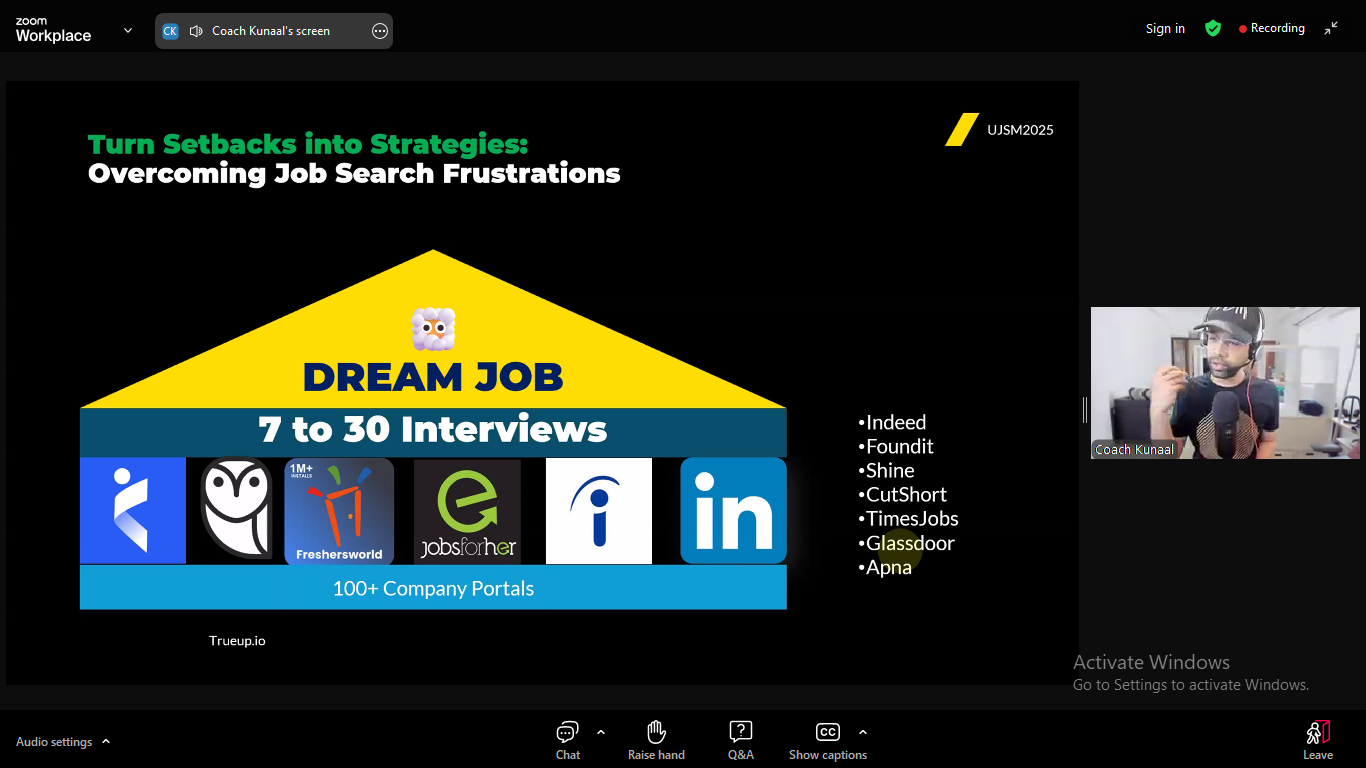 zoom
Workplace
CK
Coach Kunaal's screen
Sign in
Recording
Turn Setbacks into Strategies:
Overcoming Job Search Frustrations
UJSM2025
DREAM JOB
7 to 30 Interviews
1M+
INSTALLS
Freshersworld
jobsforher
in
100+ Company Portals
Trueup.io
•Indeed
•Foundit
•Shine
•CutShort
•TimesJobs
•Glassdoor
•Apna
Coach Kunaal
Activate Windows
Go to Settings to activate Windows.
Audio settings
Chat
Raise hand
Q&A
CC
Show captions
Leave